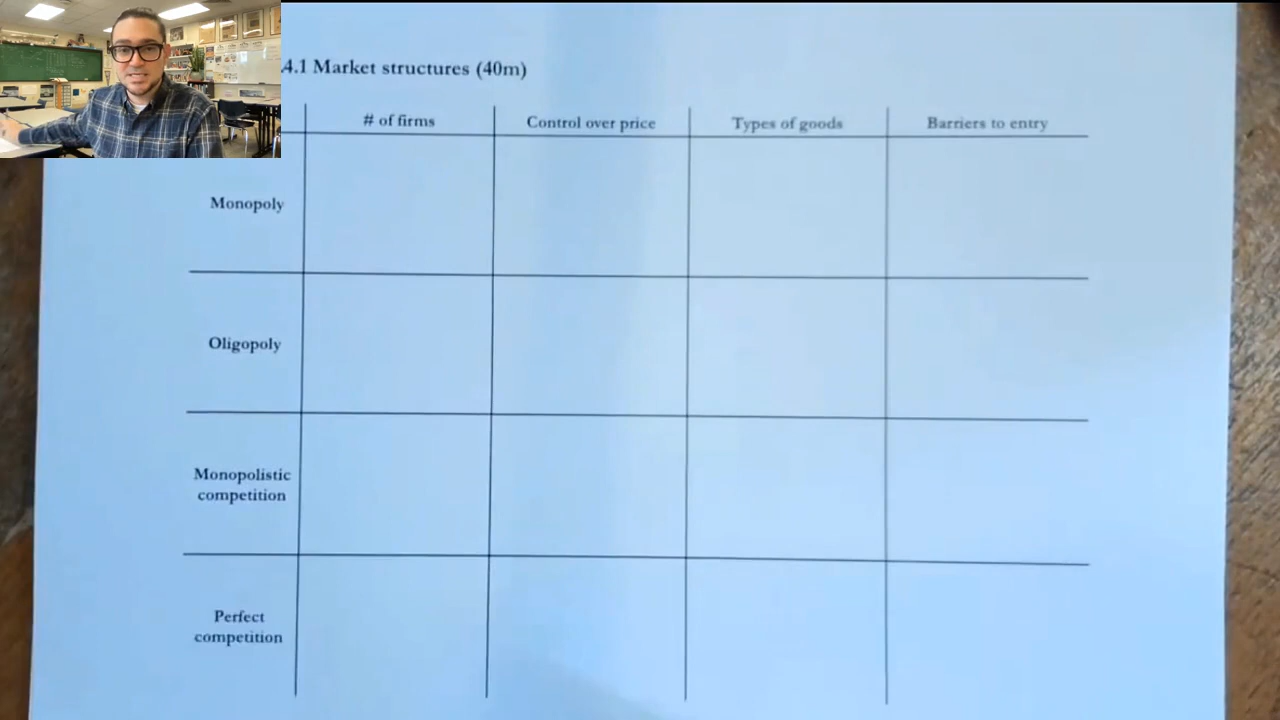 .4.1 Market structures (40m)
# of firms
Control over price
Types of goods
Barriers to entry
Monopoly
Oligopoly
Monopolistic
competition
Perfect
competition